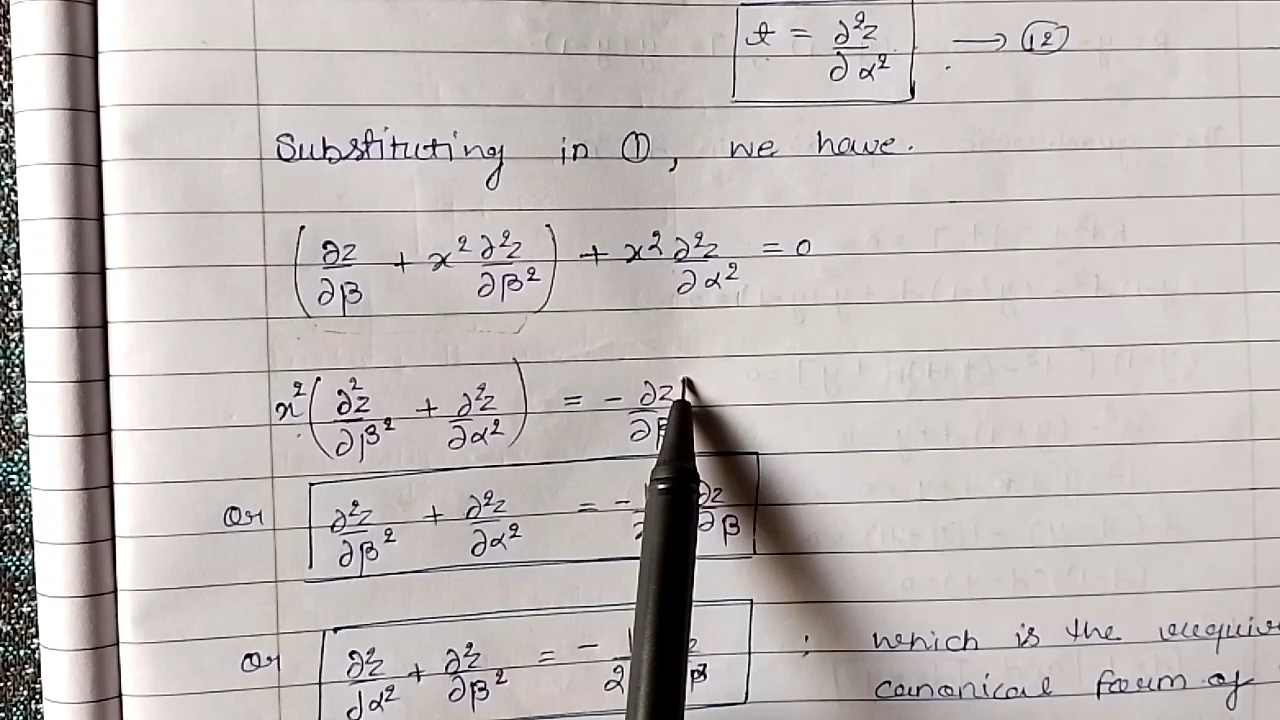 t = ∂²z/∂α² → ⑫
Substituting in ①, we have.
(∂z/∂β + x² ∂²z/∂β²) + x² ∂²z/∂α² = 0
x² (∂²z/∂β² + ∂²z/∂α²) = - ∂z/∂β
Or ∂²z/∂β² + ∂²z/∂α² = - ∂z/∂β
Or ∂²z/∂α² + ∂²z/∂β² = - ; which is the
canonical form of